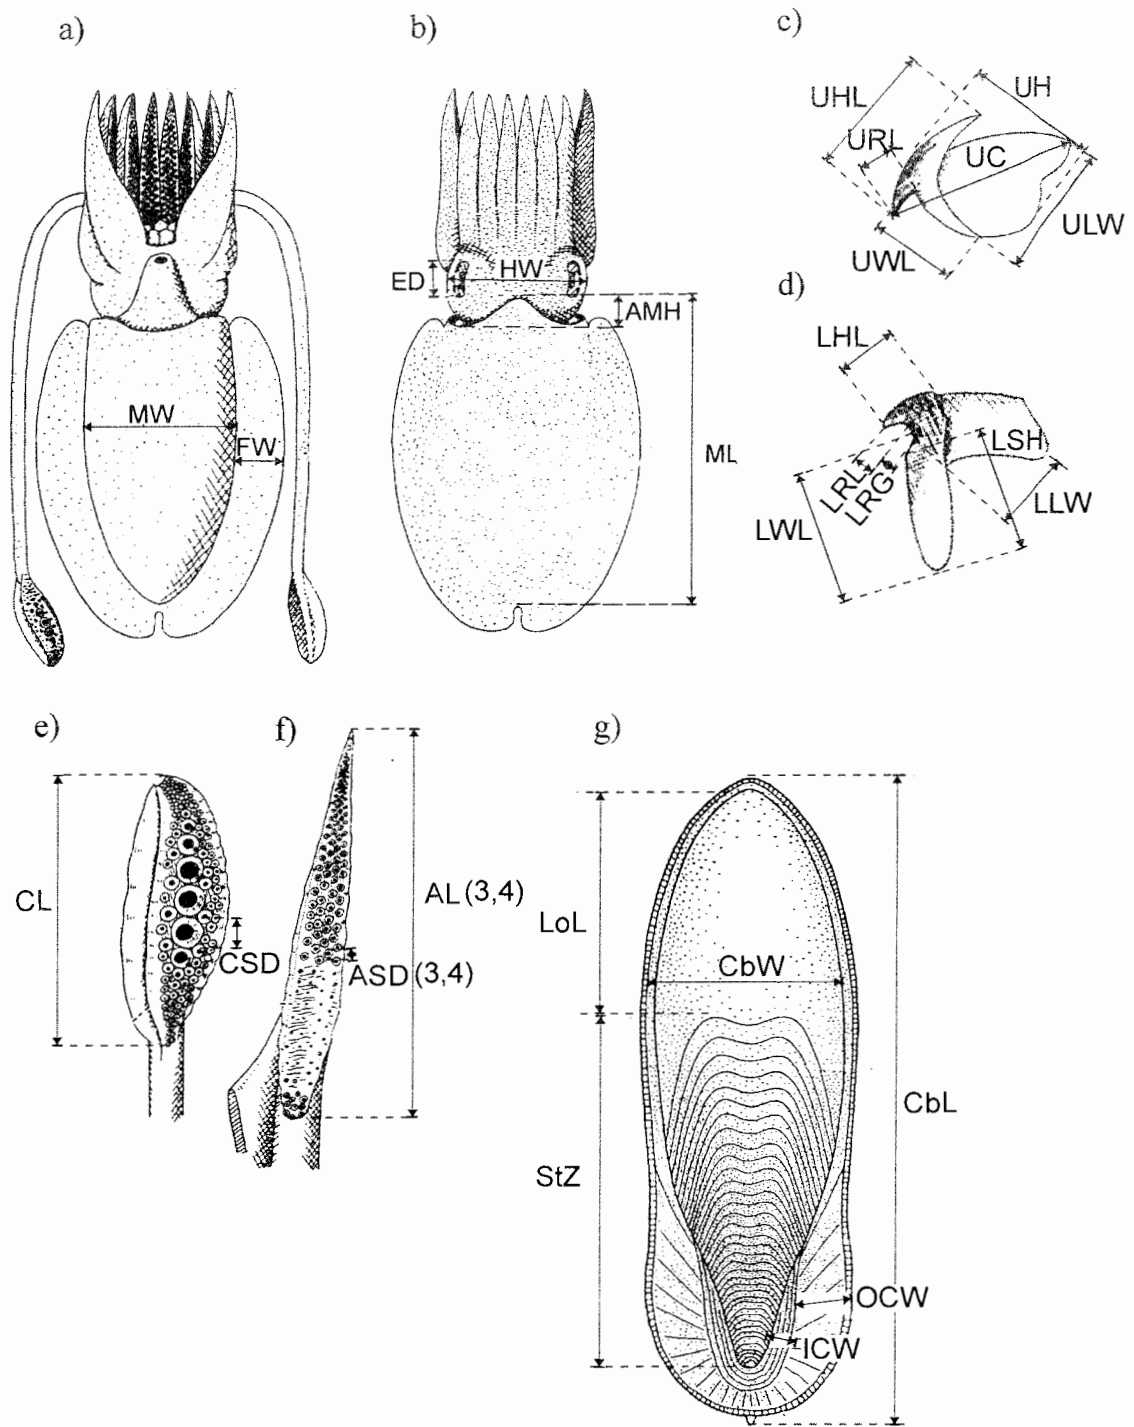 a)
b)
c)
UHL
UH
URL
UC
ULW
UWL
ED
HW
AMH
d)
LHL
MW
FW
ML
LSH
LRL
LRG
LLW
LWL
e)
f)
g)
CL
CSD
AL (3,4)
ASD (3,4)
LoL
CbW
CbL
StZ
OCW
ICW